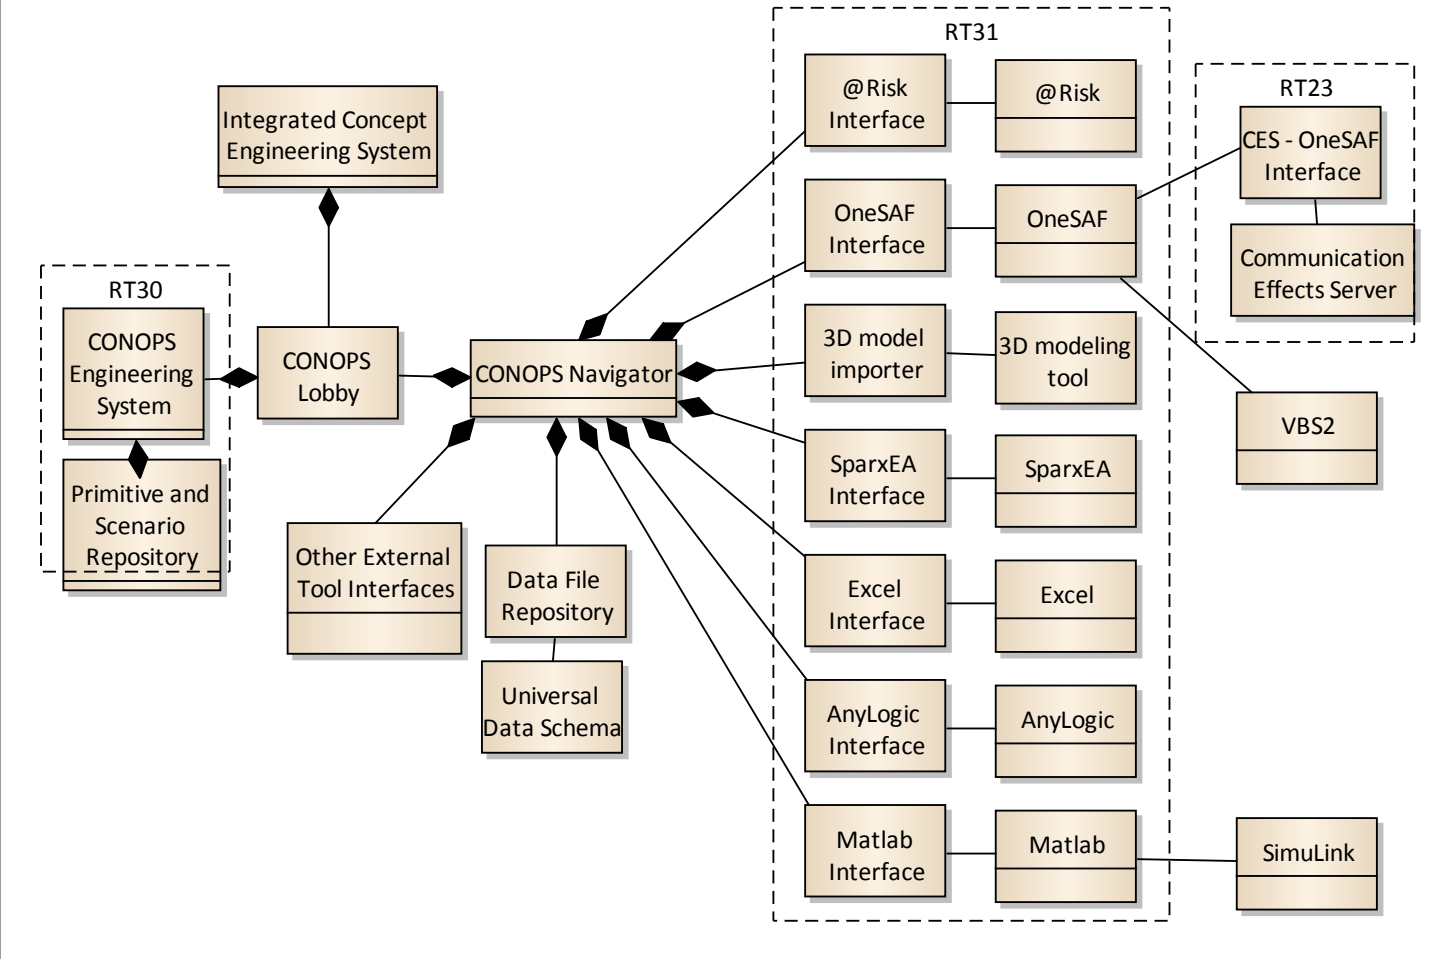 Integrated Concept
Engineering System
RT30
CONOPS
Engineering
System
Primitive and
Scenario
Repository
CONOPS
Lobby
CONOPS Navigator
Other External
Tool Interfaces
Data File
Repository
Universal
Data Schema
RT31
@Risk
Interface
@Risk
OneSAF
Interface
OneSAF
3D model
importer
3D modeling
tool
SparxEA
Interface
SparxEA
Excel
Interface
Excel
AnyLogic
Interface
AnyLogic
Matlab
Interface
Matlab
RT23
CES - OneSAF
Interface
Communication
Effects Server
VBS2
SimuLink